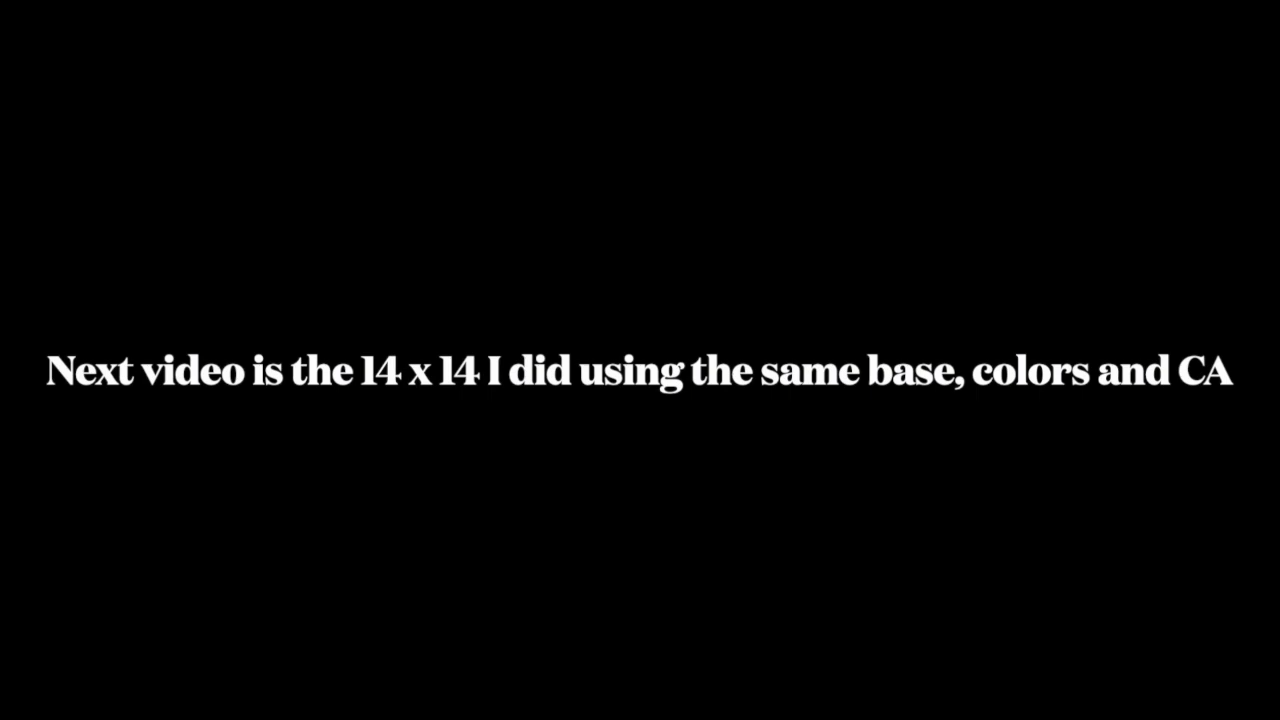 Next video is the 14 x 14 I did using the same base, colors and CA